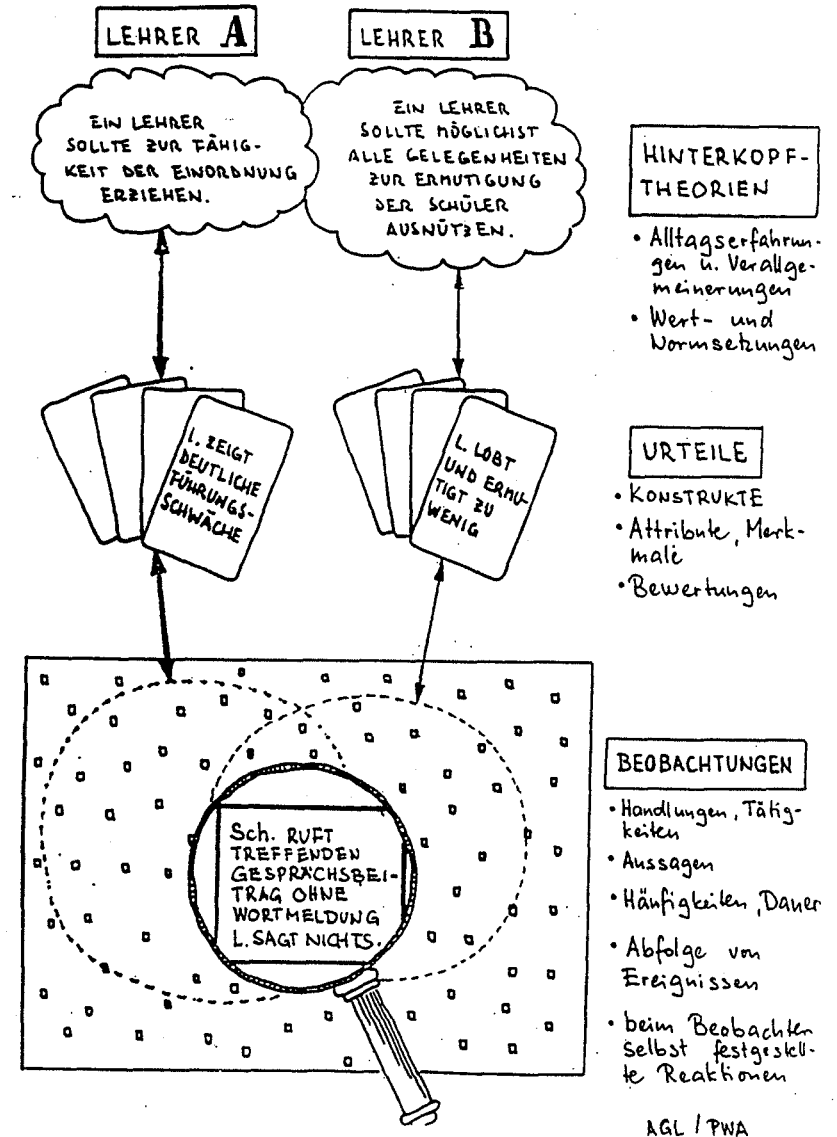 LEHRER A
EIN LEHRER
SOLLTE ZUR FÄHIG-
KEIT DER EINORDNUNG
ERZIEHEN.
LEHRER B
EIN LEHRER
SOLLTE MÖGLICHST
ALLE GELEGENHEITEN
ZUR ERMUTIGUNG
DER SCHÜLER
AUSNÜTZEN.
HINTERKOPF-
THEORIEN
• Alltagserfahrun-
gen u. Verallge-
meinerungen
• Wert- und
Normsetzungen
L. ZEIGT
DEUTLICHE
FÜHRUNGS-
SCHWÄCHE
L. LOBT
UND ERMU-
TIGT ZU
WENIG
URTEILE
• KONSTRUKTE
• Attribute, Merk-
male
• Bewertungen
Sch. RUFT
TREFFENDEN
GESPRÄCHSBEI-
TRAG OHNE
WORTMELDUNG
L. SAGT NICHTS.
BEOBACHTUNGEN
• Handlungen, Tätig-
keiten
• Aussagen
• Häufigkeiten, Dauer
• Abfolge von
Ereignissen
• beim Beobachter
selbst festgestell-
te Reaktionen
AGL / PWA